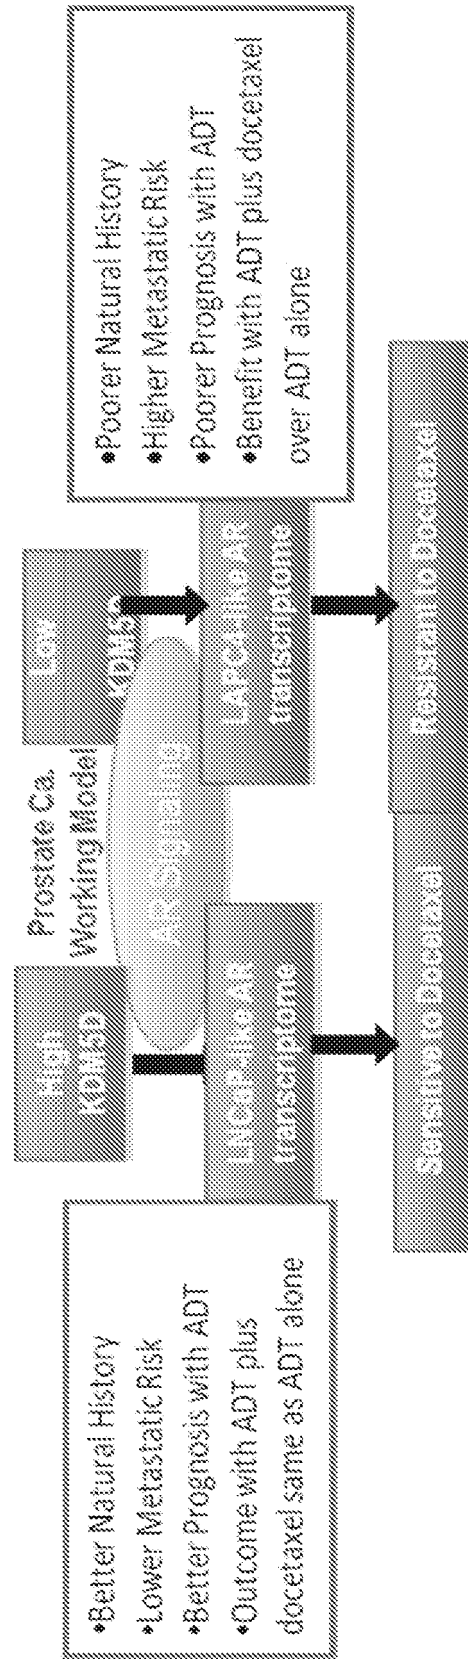 Prostate Ca.
Working Model
High
KDM5D
Low
KDM5D
AR Signaling
LNCaP-like AR
transcriptome
LAPC4-like AR
transcriptome
Sensitive to Docetaxel
Resistant to Docetaxel
•Better Natural History
•Lower Metastatic Risk
•Better Prognosis with ADT
•Outcome with ADT plus
docetaxel same as ADT alone
•Poorer Natural History
•Higher Metastatic Risk
•Poorer Prognosis with ADT
•Benefit with ADT plus docetaxel
over ADT alone